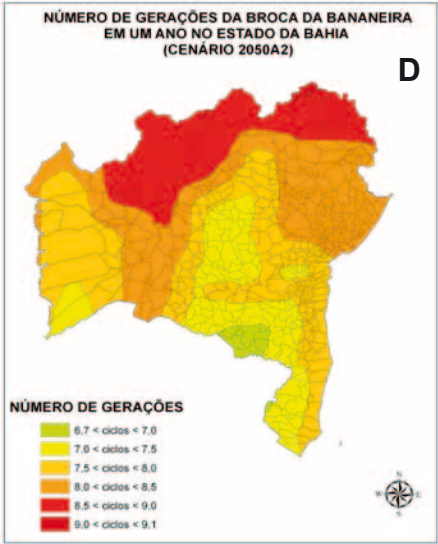 NÚMERO DE GERAÇÕES DA BROCA DA BANANEIRA
EM UM ANO NO ESTADO DA BAHIA
(CENÁRIO 2050A2)
D
NÚMERO DE GERAÇÕES
6,7 < ciclos < 7,0
7,0 < ciclos < 7,5
7,5 < ciclos < 8,0
8,0 < ciclos < 8,5
8,5 < ciclos < 9,0
9,0 < ciclos < 9,1
N
W E
S